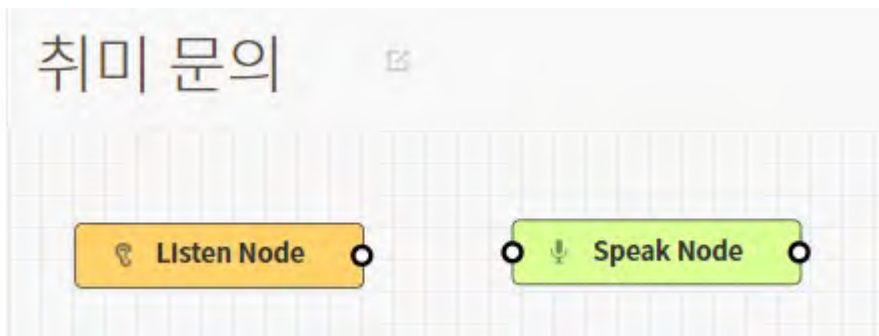 취미 문의
LIsten Node
Speak Node